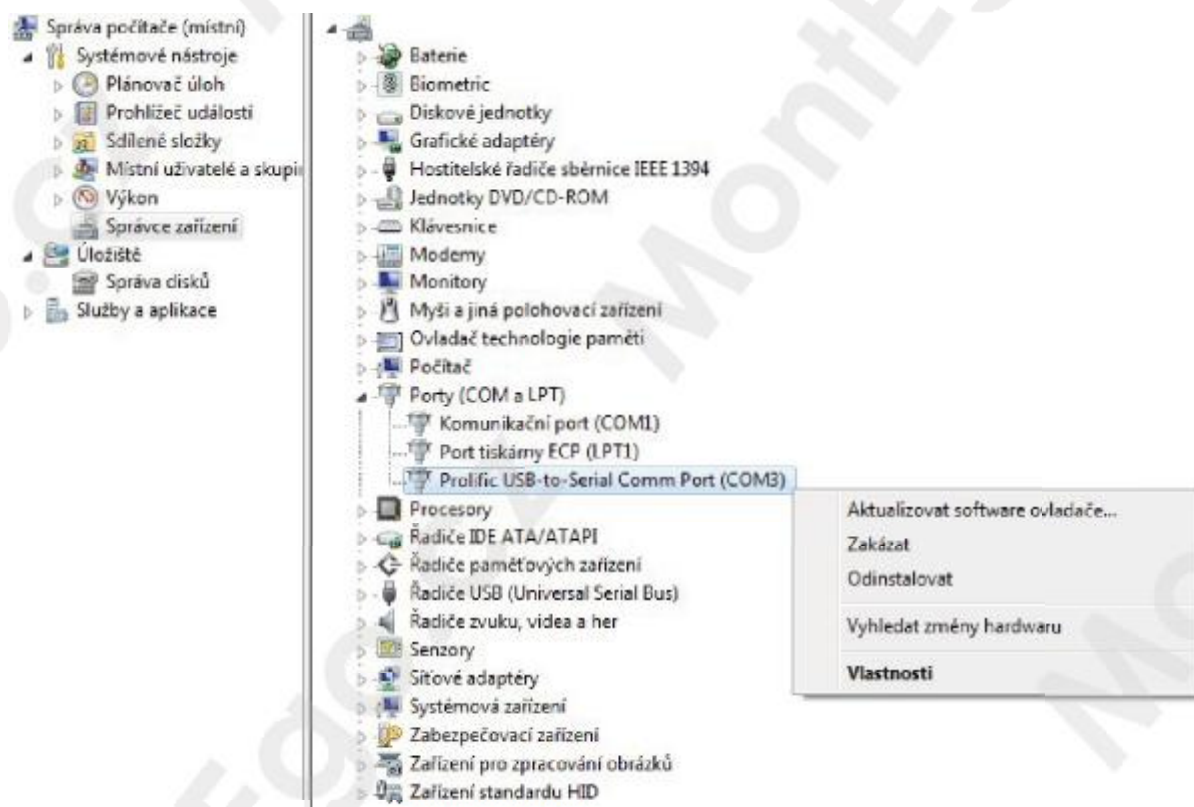 Správa počítače (místní)
Systémové nástroje
Plánovač úloh
Prohlížeč událostí
Sdílené složky
Místní uživatelé a skupin
Výkon
Správce zařízení
Úložiště
Správa disků
Služby a aplikace
Baterie
Biometric
Diskové jednotky
Grafické adaptéry
Hostitelské řadiče sběrnice IEEE 1394
Jednotky DVD/CD-ROM
Klávesnice
Modemy
Monitory
Myši a jiná polohovací zařízení
Ovladač technologie paměti
Počítač
Porty (COM a LPT)
Komunikační port (COM1)
Port tiskárny ECP (LPT1)
Prolific USB-to-Serial Comm Port (COM3)
Procesory
Řadiče IDE ATA/ATAPI
Řadiče paměťových zařízení
Řadiče USB (Universal Serial Bus)
Řadiče zvuku, videa a her
Senzory
Síťové adaptéry
Systémová zařízení
Zabezpečovací zařízení
Zařízení pro zpracování obrázků
Zařízení standardu HID
Aktualizovat software ovladače...
Zakázat
Odinstalovat
Vyhledat změny hardwaru
Vlastnosti